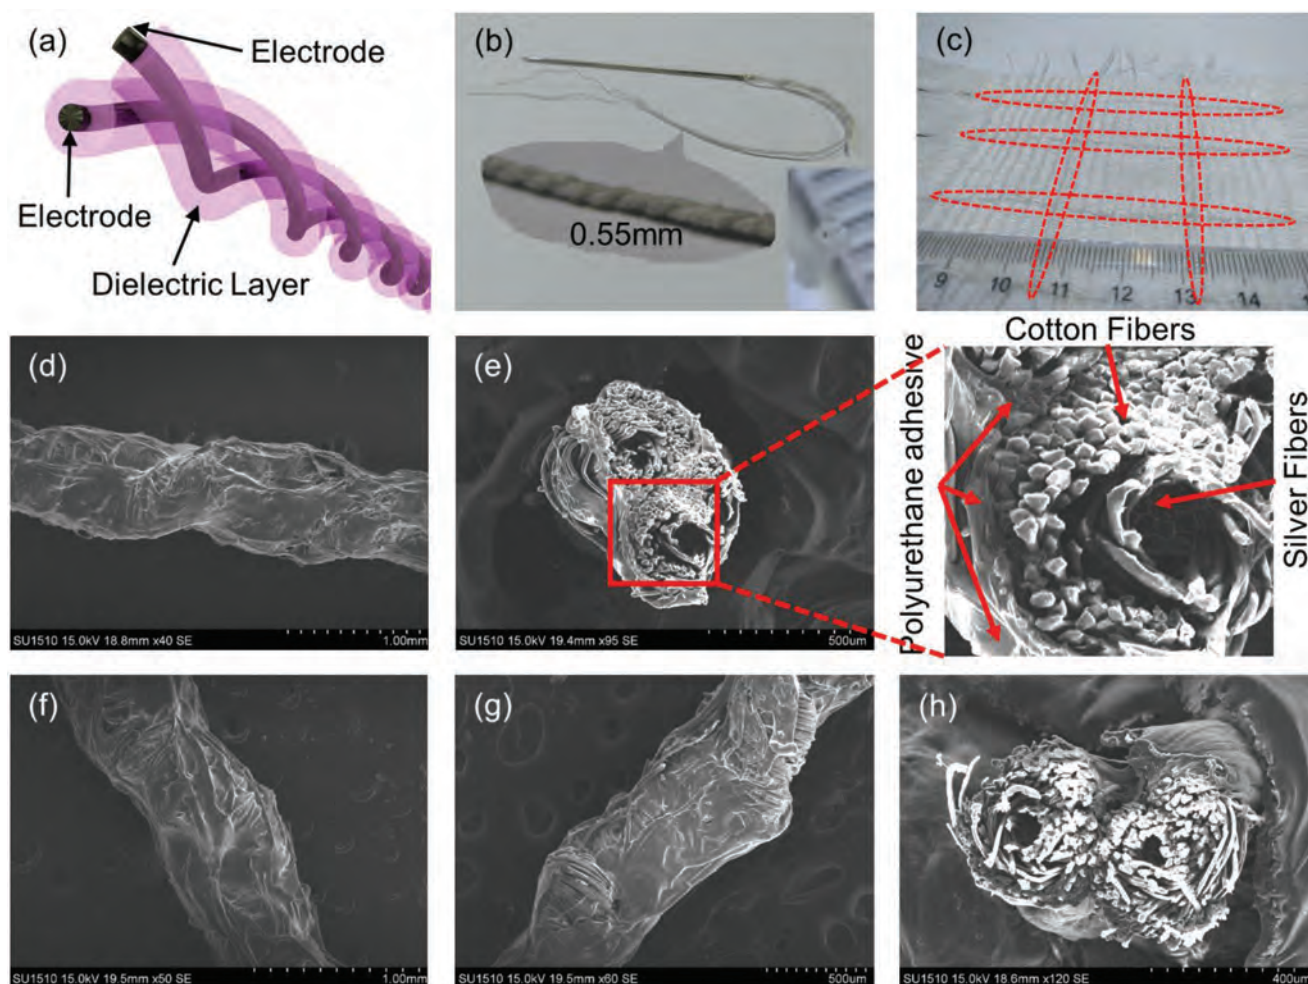 (a)
Electrode
Electrode
Dielectric Layer
(b)
0.55mm
(c)
9 10 11 12 13 14
(d)
SU1510 15.0kV 18.8mm x40 SE 1.00mm
(e)
SU1510 15.0kV 19.4mm x95 SE 500um
Cotton Fibers
Polyurethane adhesive
Silver Fibers
(f)
SU1510 15.0kV 19.5mm x50 SE 1.00mm
(g)
SU1510 15.0kV 19.5mm x60 SE 500um
(h)
SU1510 15.0kV 18.6mm x120 SE 400um